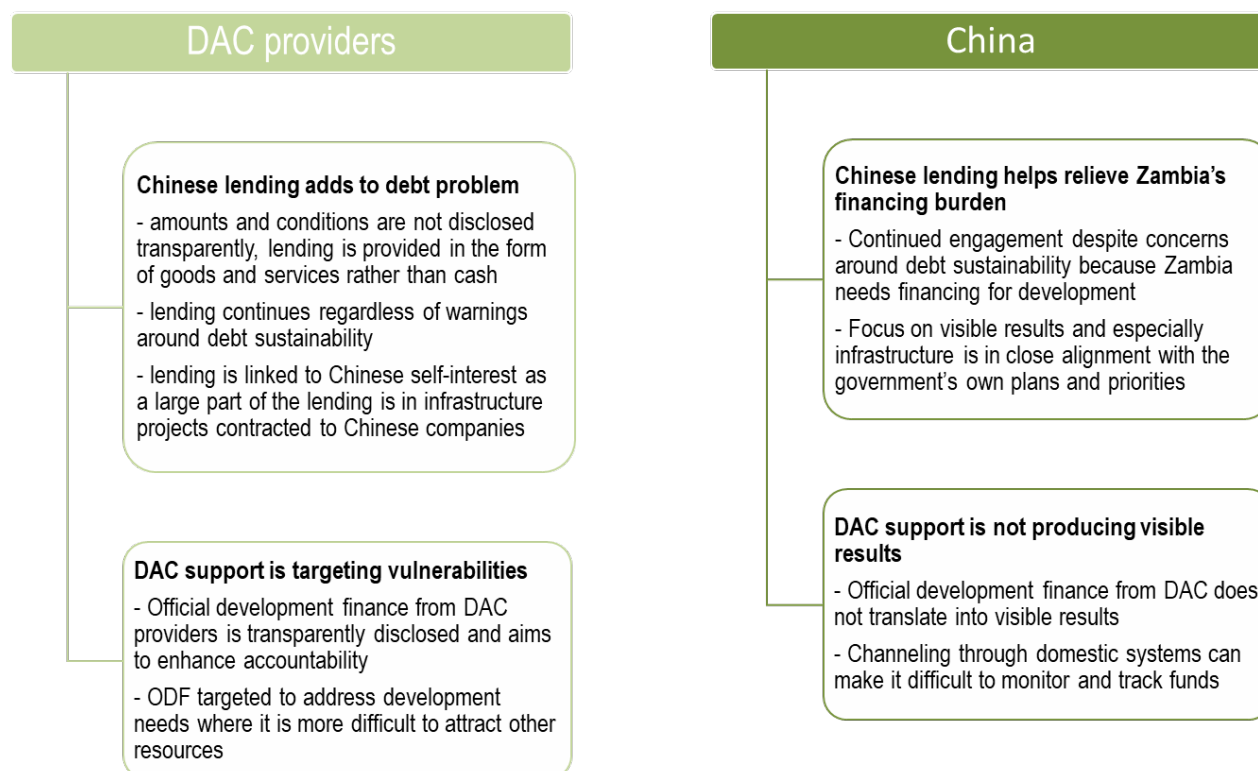 DAC providers
Chinese lending adds to debt problem
- amounts and conditions are not disclosed
transparently, lending is provided in the form
of goods and services rather than cash
- lending continues regardless of warnings
around debt sustainability
- lending is linked to Chinese self-interest as
a large part of the lending is in infrastructure
projects contracted to Chinese companies
DAC support is targeting vulnerabilities
- Official development finance from DAC
providers is transparently disclosed and aims
to enhance accountability
- ODF targeted to address development
needs where it is more difficult to attract other
resources
China
Chinese lending helps relieve Zambia’s
financing burden
- Continued engagement despite concerns
around debt sustainability because Zambia
needs financing for development
- Focus on visible results and especially
infrastructure is in close alignment with the
government’s own plans and priorities
DAC support is not producing visible
results
- Official development finance from DAC does
not translate into visible results
- Channeling through domestic systems can
make it difficult to monitor and track funds